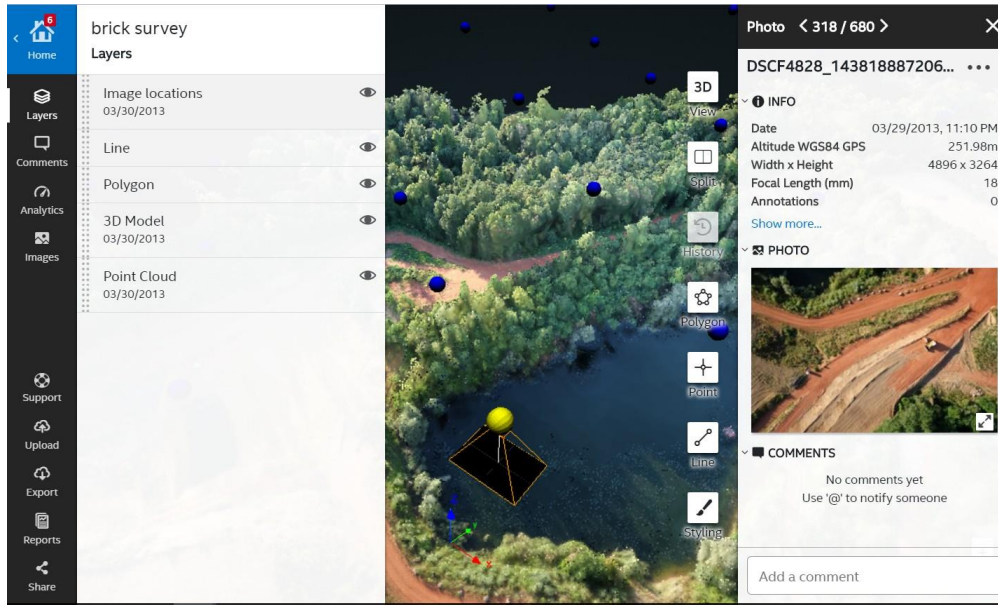 6
Home
Layers
Comments
Analytics
Images
Support
Upload
Export
Reports
Share
brick survey
Layers
Image locations
03/30/2013
Line
Polygon
3D Model
03/30/2013
Point Cloud
03/30/2013
3D
View
Split
History
Polygon
Point
Line
Styling
Photo < 318 / 680 >
DSCF4828_143818887206... •••
INFO
Date 03/29/2013, 11:10 PM
Altitude WGS84 GPS 251.98m
Width x Height 4896 x 3264
Focal Length (mm) 18
Annotations 0
Show more...
PHOTO
COMMENTS
No comments yet
Use '@' to notify someone
Add a comment